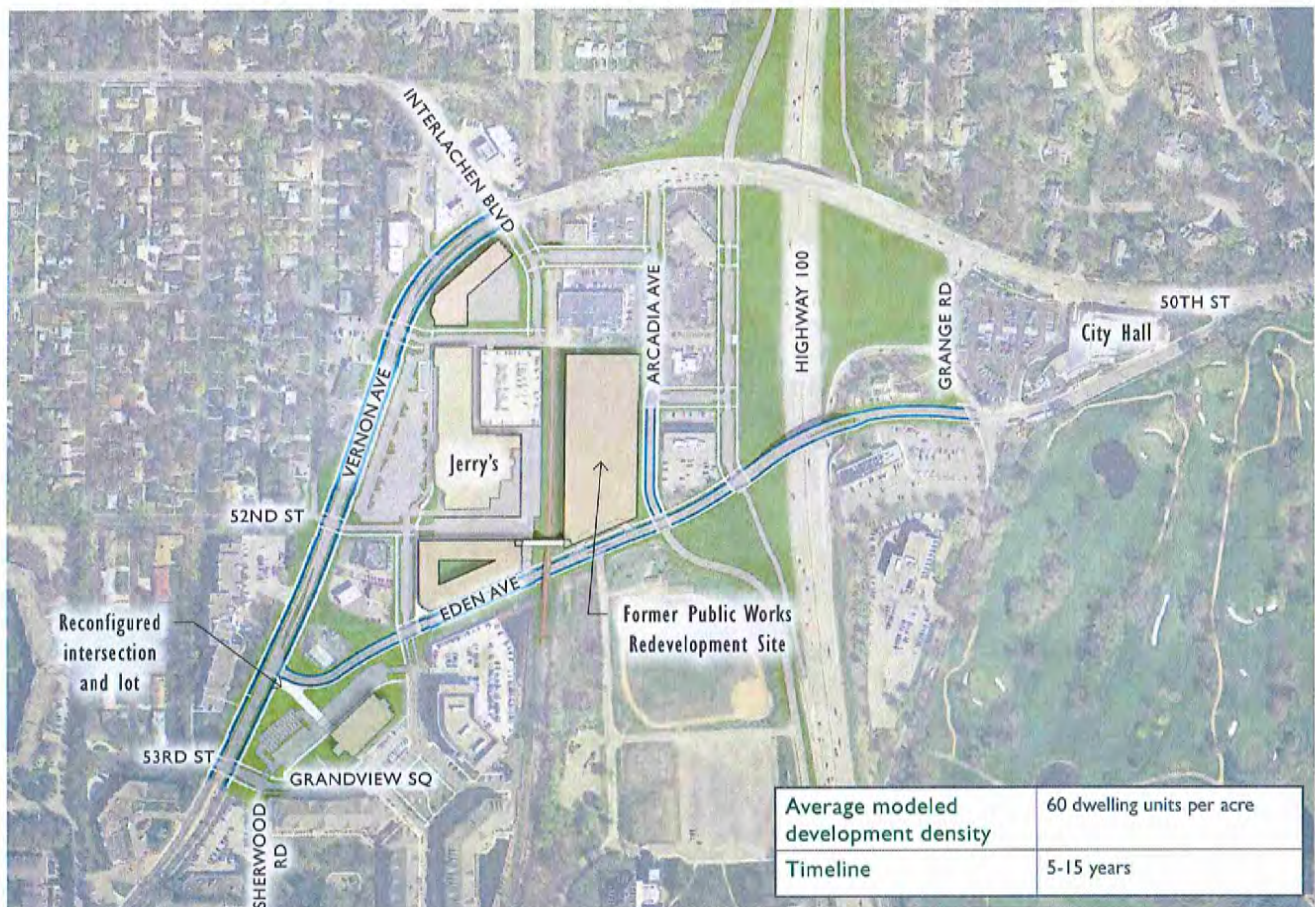 INTERLACHEN BLVD
ARCADIA AVE
HIGHWAY 100
GRANGE RD
50TH ST
City Hall
VERNON AVE
Jerry's
52ND ST
EDEN AVE
Reconfigured
intersection
and lot
Former Public Works
Redevelopment Site
53RD ST
GRANDVIEW SQ
SHERWOOD
RD
Average modeled
development density
60 dwelling units per acre
Timeline
5-15 years